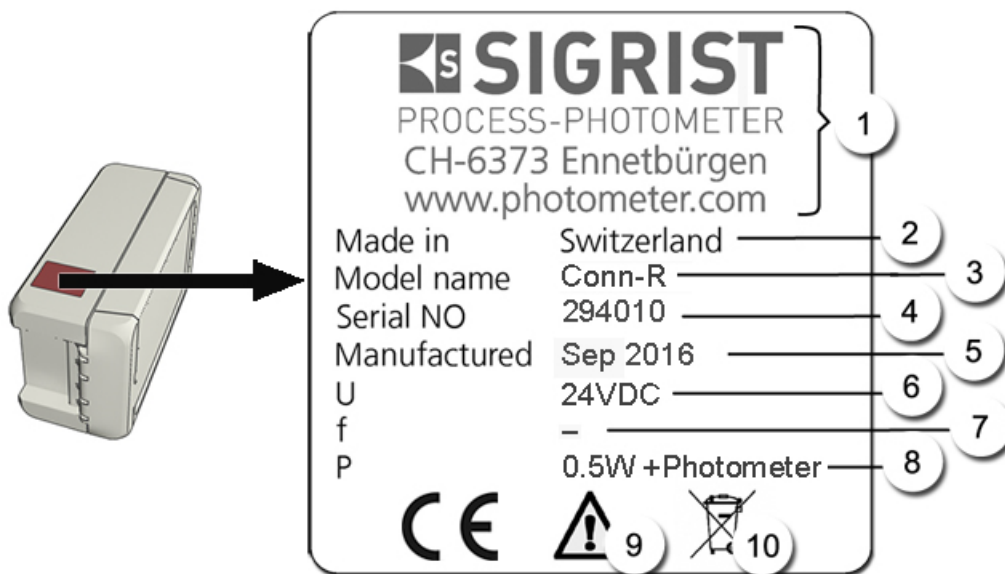 S SIGRIST
PROCESS-PHOTOMETER
CH-6373 Ennetbürgen
www.photometer.com
1
Made in Switzerland 2
Model name Conn-R 3
Serial NO 294010 4
Manufactured Sep 2016 5
U 24VDC 6
f – 7
P 0.5W +Photometer 8
CE ! 9 10